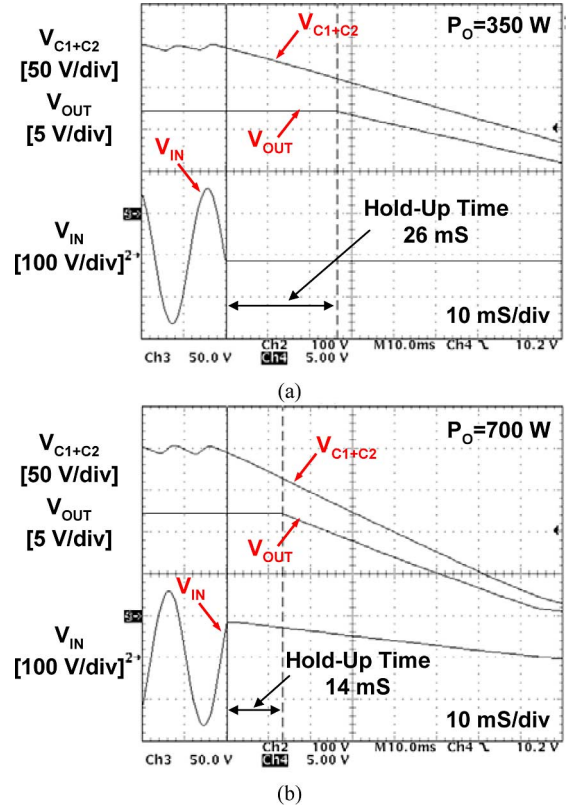 V_C1+C2
[50 V/div]
V_OUT
[5 V/div]
V_IN
[100 V/div]
V_C1+C2
P_O=350 W
V_OUT
V_IN
Hold-Up Time
26 mS
2
10 mS/div
Ch2 100 V M10.0ms Ch4 10.2 V
Ch3 50.0 V Ch4 5.00 V
(a)
V_C1+C2
[50 V/div]
V_OUT
[5 V/div]
V_IN
[100 V/div]
P_O=700 W
V_C1+C2
V_OUT
V_IN
2
Hold-Up Time
14 mS
10 mS/div
Ch2 100 V M10.0ms Ch4 10.2 V
Ch3 50.0 V Ch4 5.00 V
(b)